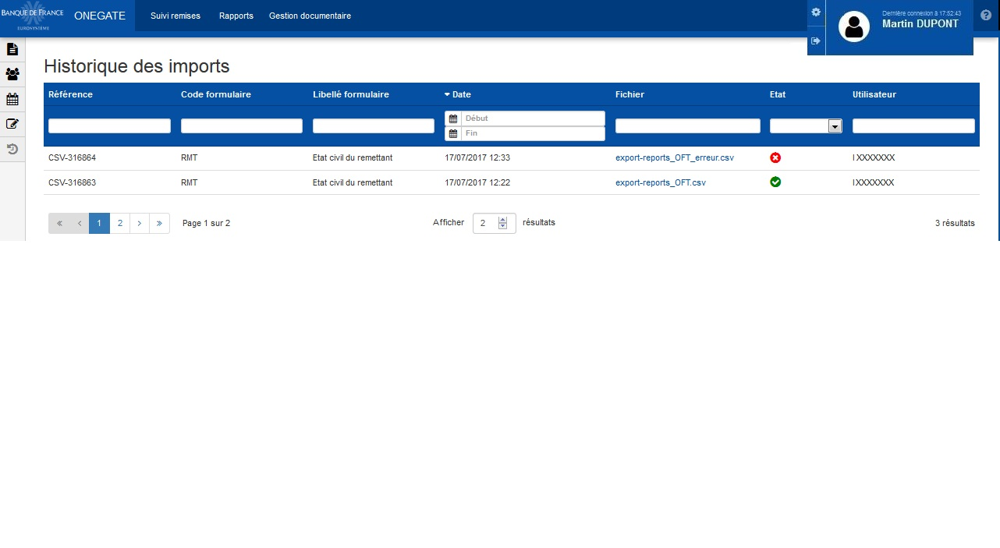 BANQUE DE FRANCE
EUROSYSTÈME
ONEGATE
Suivi remises Rapports Gestion documentaire
Dernière connexion à 17:52:43
Martin DUPONT
Historique des imports
Référence Code formulaire Libellé formulaire Date Fichier Etat Utilisateur
Début
Fin
CSV-316864 RMT Etat civil du remettant 17/07/2017 12:33 export-reports_OFT_erreur.csv IXXXXXXX
CSV-316863 RMT Etat civil du remettant 17/07/2017 12:22 export-reports_OFT.csv IXXXXXXX
« ‹ 1 2 › » Page 1 sur 2 Afficher 2 résultats 3 résultats